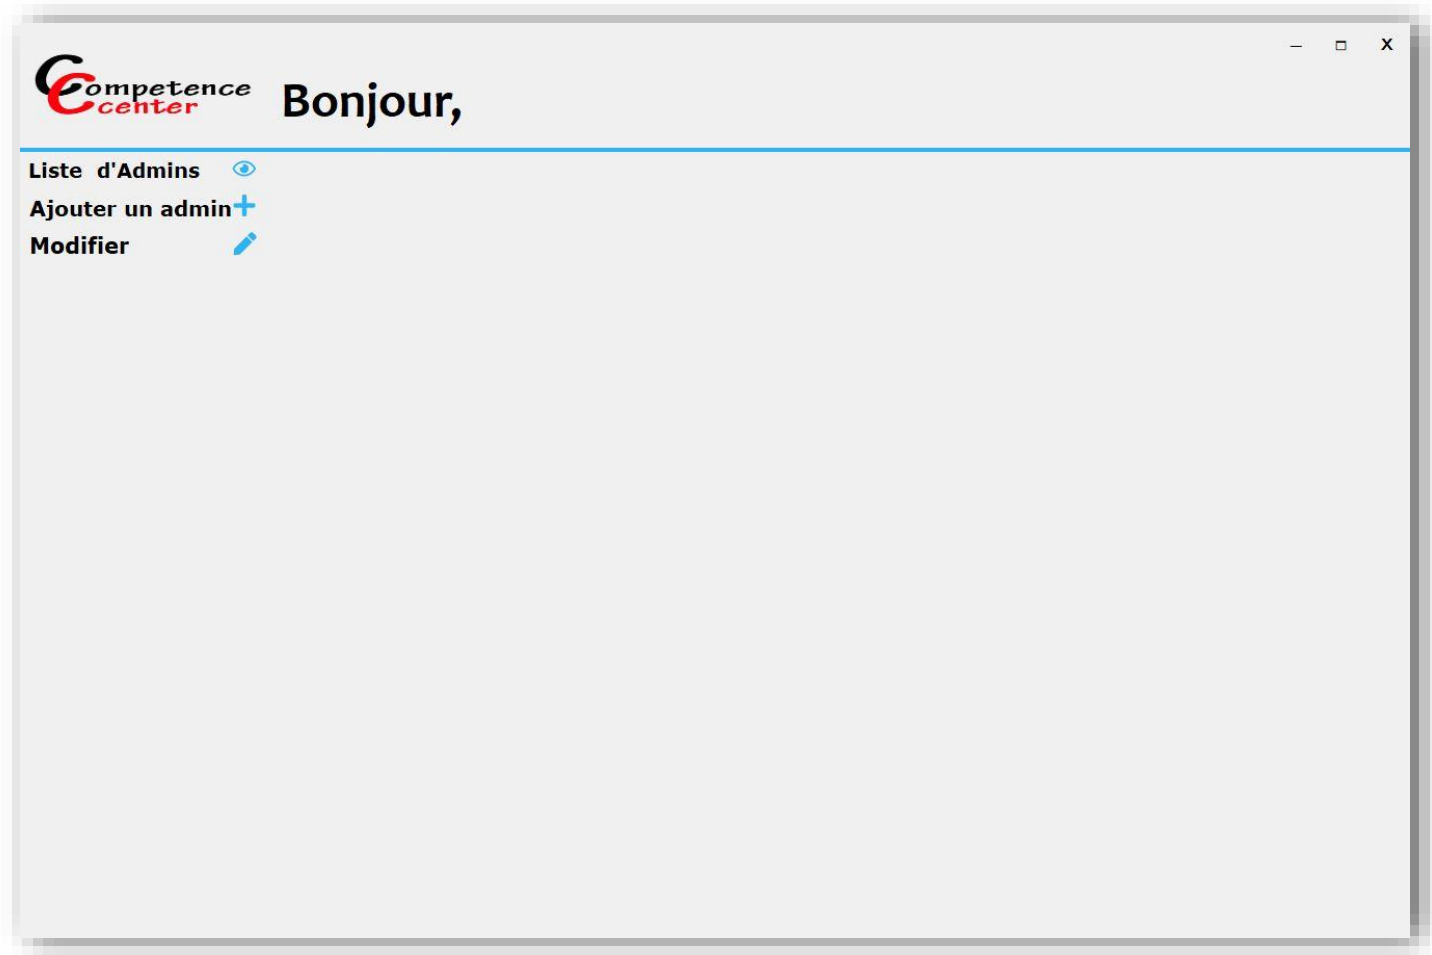 Competence
center
Bonjour,
Liste d'Admins
Ajouter un admin
Modifier